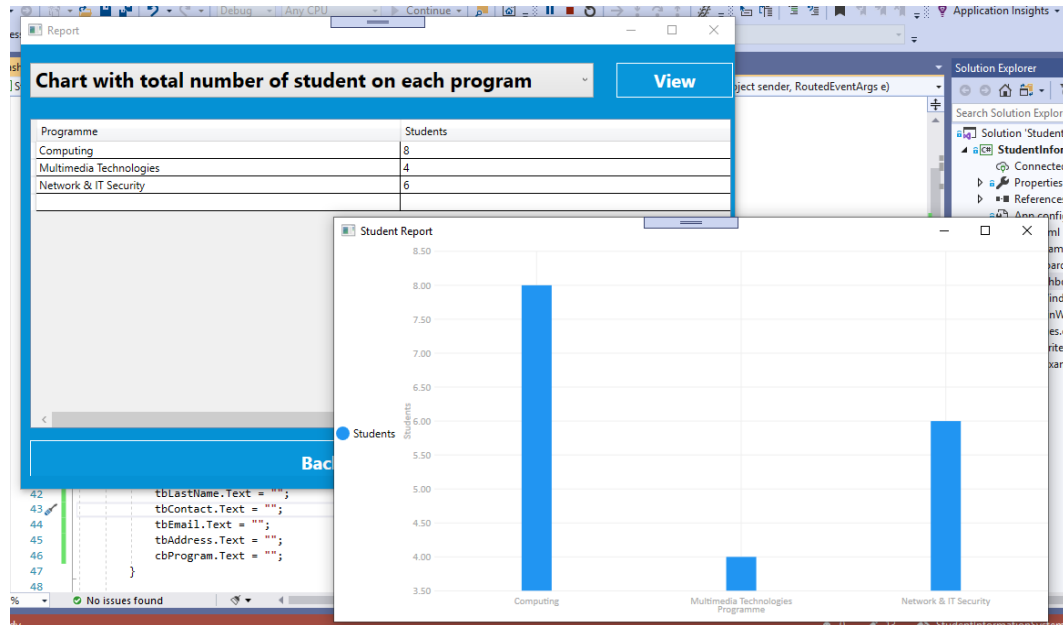 Debug
Any CPU
Continue
Application Insights
Report
Solution Explorer
Chart with total number of student on each program
View
ject sender, RoutedEventArgs e)
Search Solution Explor
Programme Students
Solution 'Student
Computing 8
StudentInfor
Multimedia Technologies 4
Connected
Network & IT Security 6
Properties
References
App.confi
Student Report
8.50
8.00
7.50
7.00
6.50
6.00
5.50
5.00
4.50
4.00
3.50
Students
Students
Computing
Multimedia Technologies
Network & IT Security
Programme
Bac
42 tbLastName.Text = "";
43 tbContact.Text = "";
44 tbEmail.Text = "";
45 tbAddress.Text = "";
46 cbProgram.Text = "";
47 }
48
% No issues found